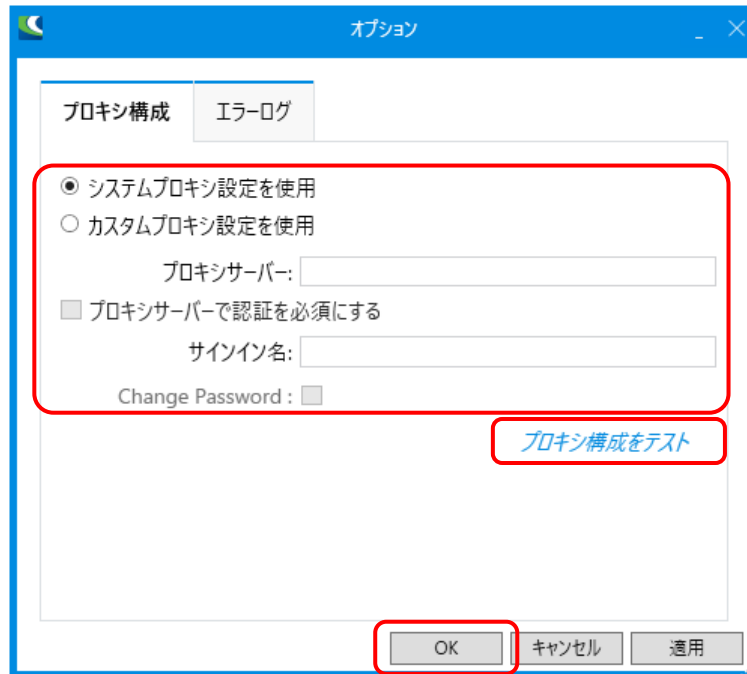 オプション
プロキシ構成 エラーログ
システムプロキシ設定を使用
カスタムプロキシ設定を使用
プロキシサーバー:
プロキシサーバーで認証を必須にする
サインイン名:
Change Password :
プロキシ構成をテスト
OK キャンセル 適用